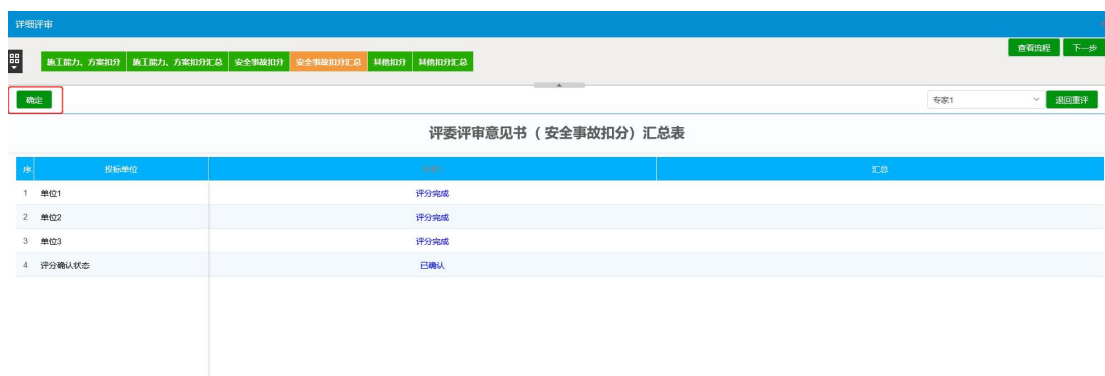 详细评审
查看流程 下一步
施工能力、方案扣分 施工能力、方案扣分汇总 安全事故扣分 安全事故扣分汇总 其他扣分 其他扣分汇总
确定 专家1 退回重评
评委评审意见书（安全事故扣分）汇总表
序 投标单位 汇总
1 单位1 评分完成
2 单位2 评分完成
3 单位3 评分完成
4 评分确认状态 已确认